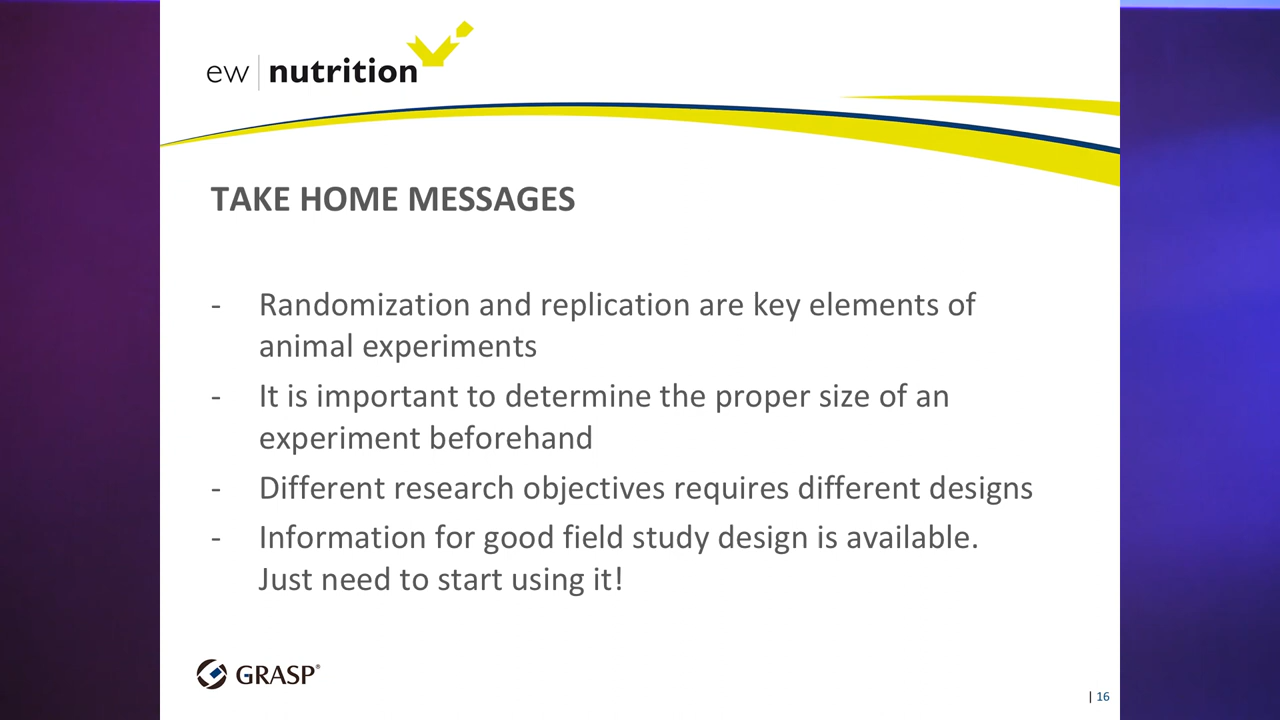 ew | nutrition
TAKE HOME MESSAGES
- Randomization and replication are key elements of
animal experiments
- It is important to determine the proper size of an
experiment beforehand
- Different research objectives requires different designs
- Information for good field study design is available.
Just need to start using it!
GRASP®
| 16